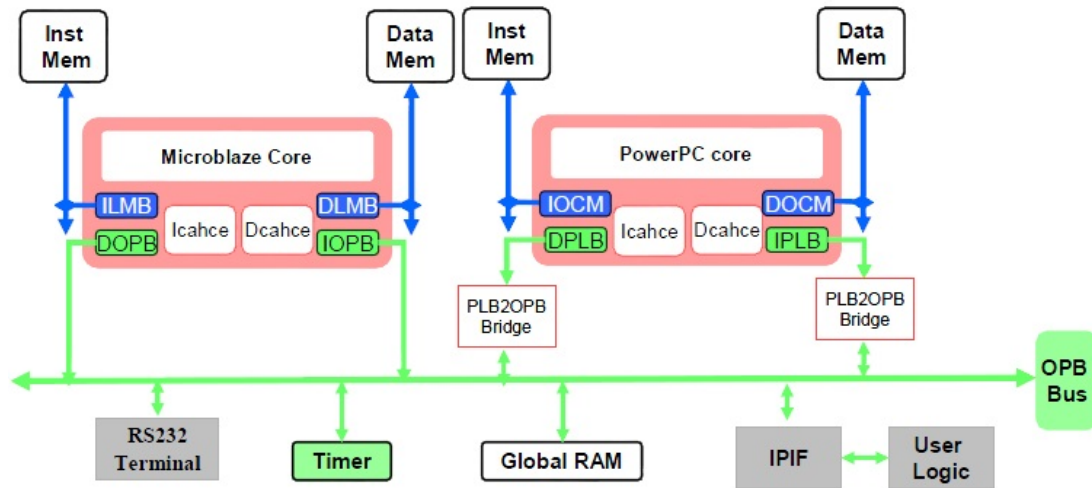 Inst
Mem
Data
Mem
Inst
Mem
Data
Mem
Microblaze Core
PowerPC core
ILMB
DLMB
DOPB
IOPB
Icahce
Dcahce
IOCM
DOCM
DPLB
IPLB
Icahce
Dcahce
PLB2OPB
Bridge
PLB2OPB
Bridge
OPB
Bus
RS232
Terminal
Timer
Global RAM
IPIF
User
Logic